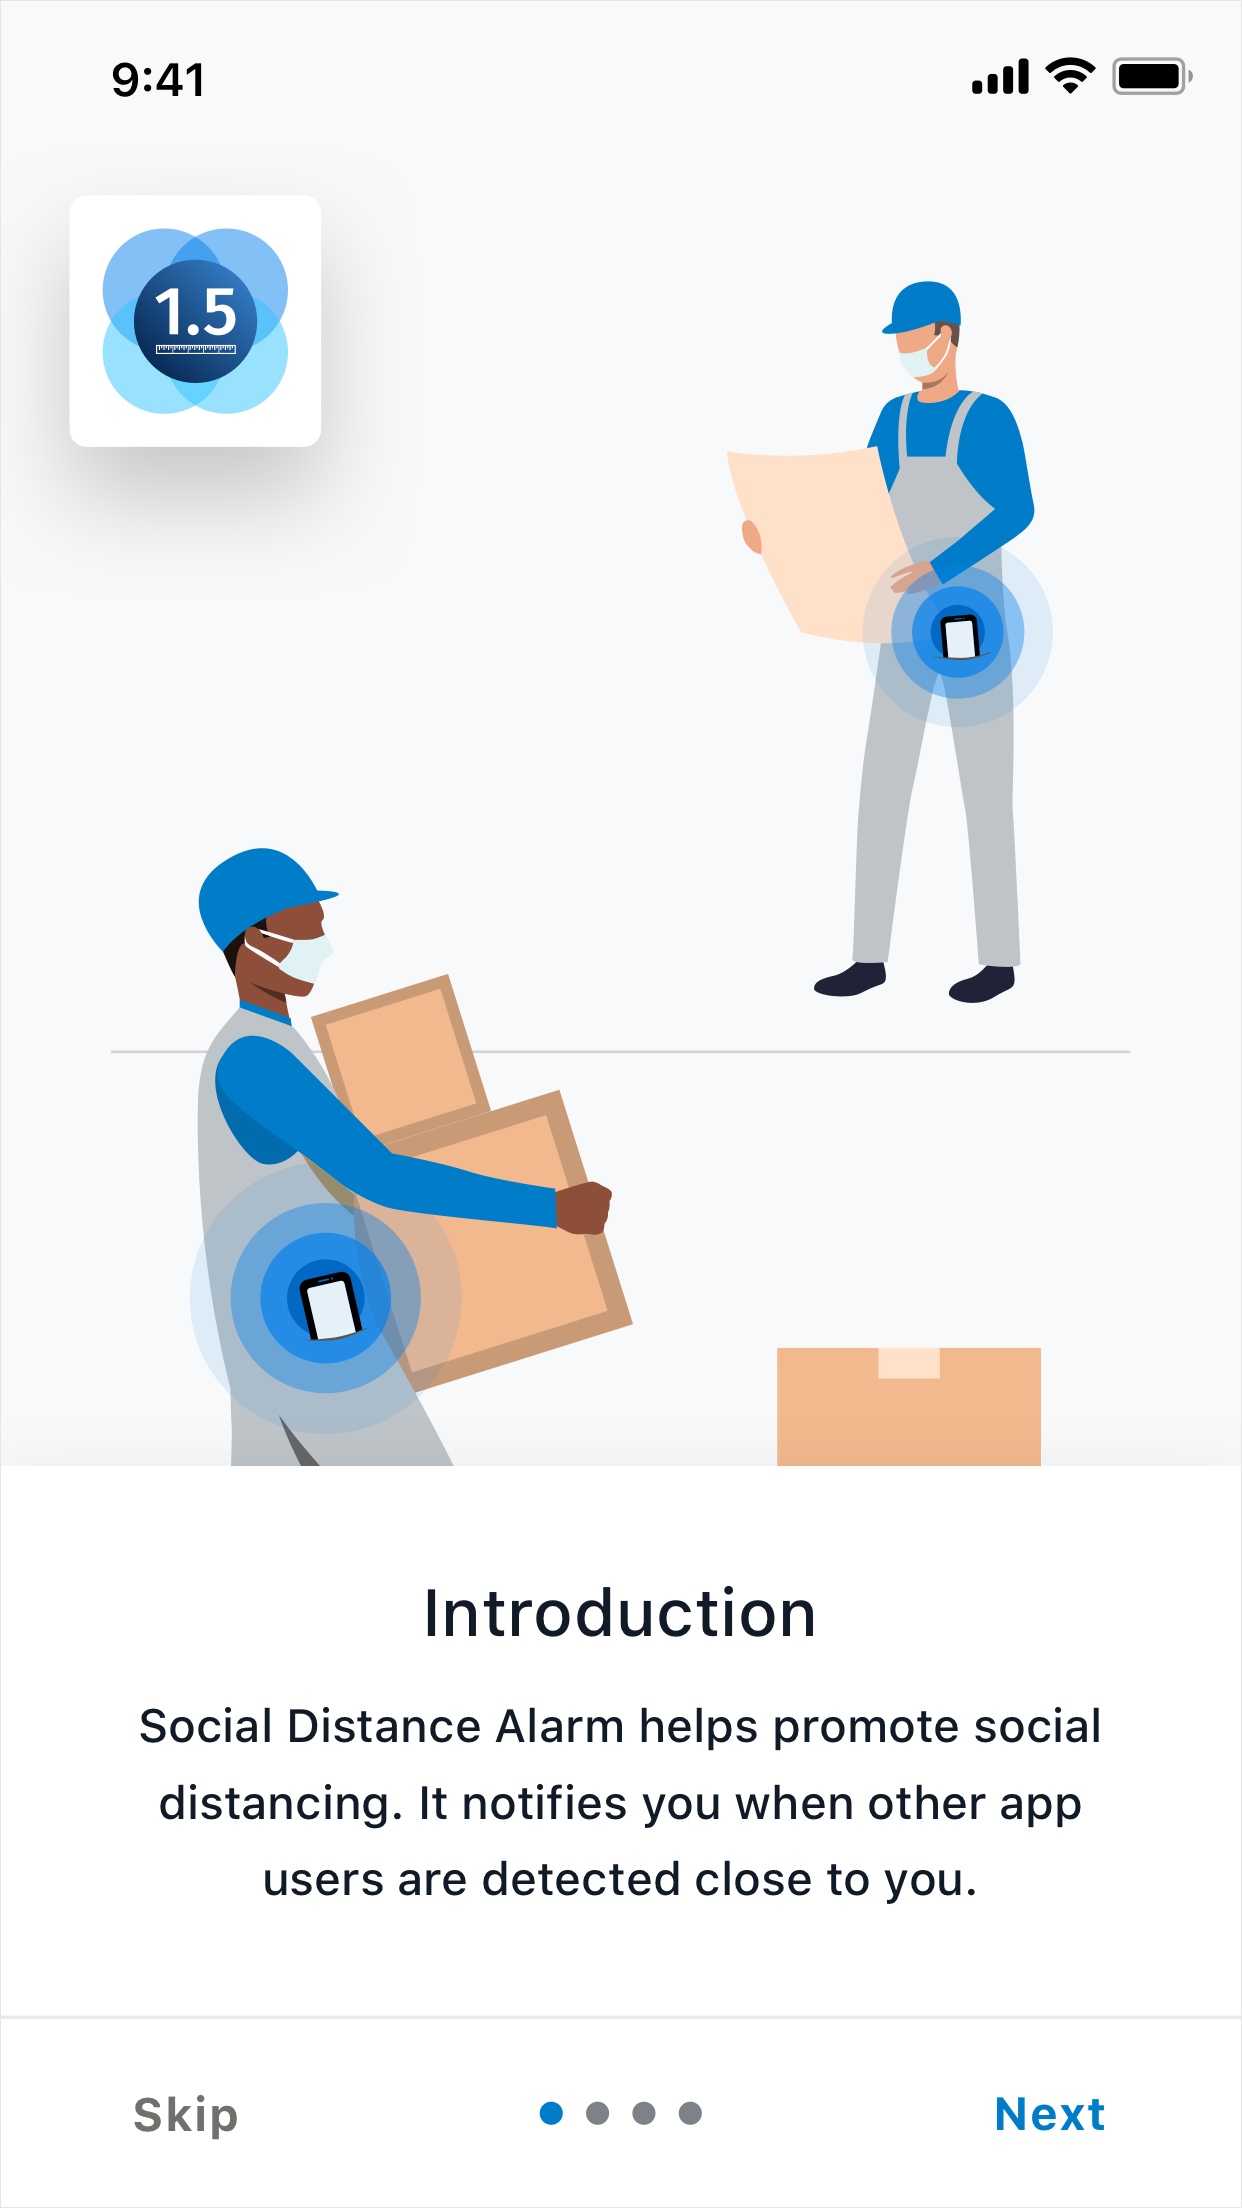 9:41
1.5
Introduction
Social Distance Alarm helps promote social
distancing. It notifies you when other app
users are detected close to you.
Skip
Next